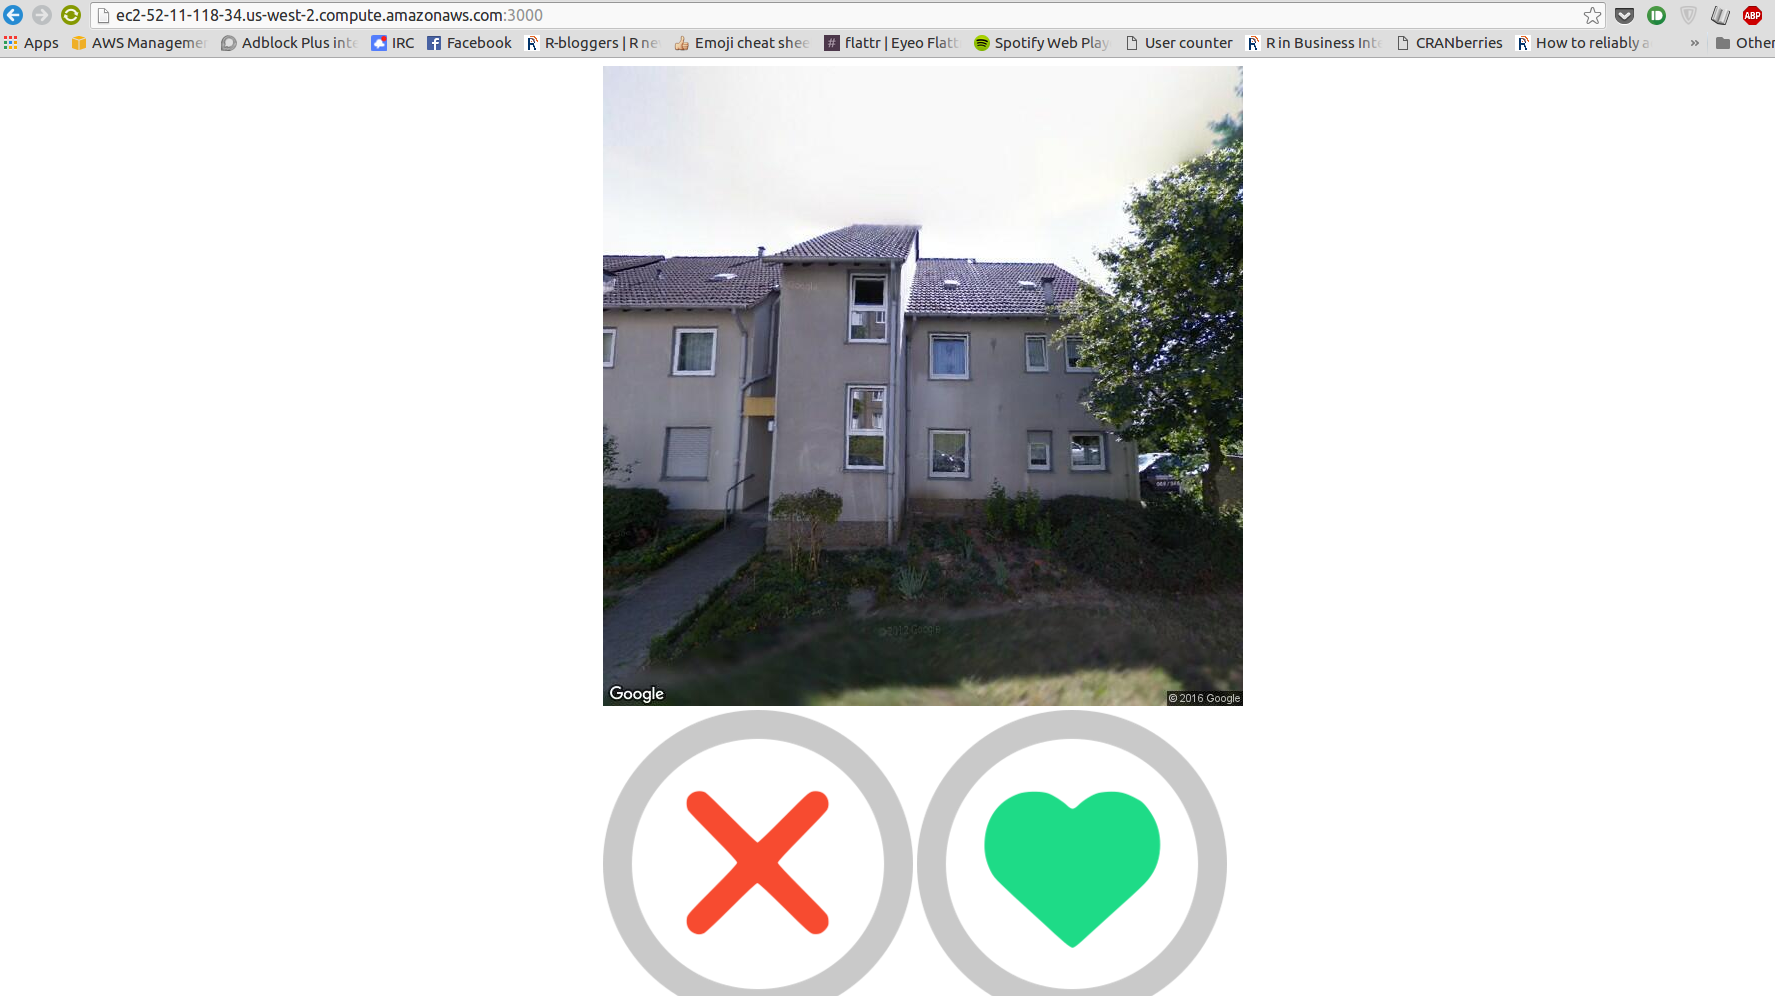 ec2-52-11-118-34.us-west-2.compute.amazonaws.com:3000
Apps AWS Managemen Adblock Plus inte IRC Facebook R-bloggers | R ne Emoji cheat shee # flattr | Eyeo Flatt Spotify Web Play User counter R in Business Inte CRANberries How to reliably a » Other
ABP
Google
© 2016 Google